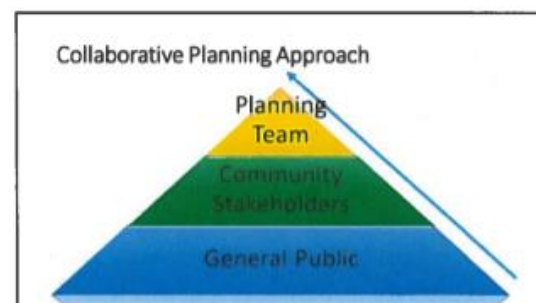 Collaborative Planning Approach
Planning
Team
Community
Stakeholders
General Public